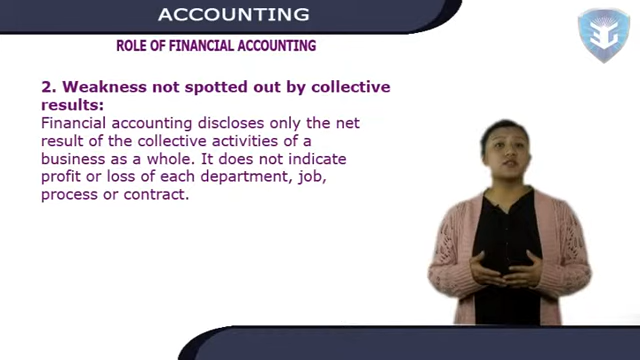 ACCOUNTING
ROLE OF FINANCIAL ACCOUNTING
2. Weakness not spotted out by collective
results:
Financial accounting discloses only the net
result of the collective activities of a
business as a whole. It does not indicate
profit or loss of each department, job,
process or contract.